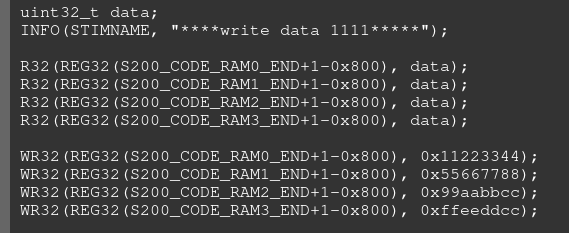 uint32_t data;
INFO(STIMNAME, "****write data 1111*****");
R32(REG32(S200_CODE_RAM0_END+1-0x800), data);
R32(REG32(S200_CODE_RAM1_END+1-0x800), data);
R32(REG32(S200_CODE_RAM2_END+1-0x800), data);
R32(REG32(S200_CODE_RAM3_END+1-0x800), data);
WR32(REG32(S200_CODE_RAM0_END+1-0x800), 0x11223344);
WR32(REG32(S200_CODE_RAM1_END+1-0x800), 0x55667788);
WR32(REG32(S200_CODE_RAM2_END+1-0x800), 0x99aabbcc);
WR32(REG32(S200_CODE_RAM3_END+1-0x800), 0xffeeddcc);